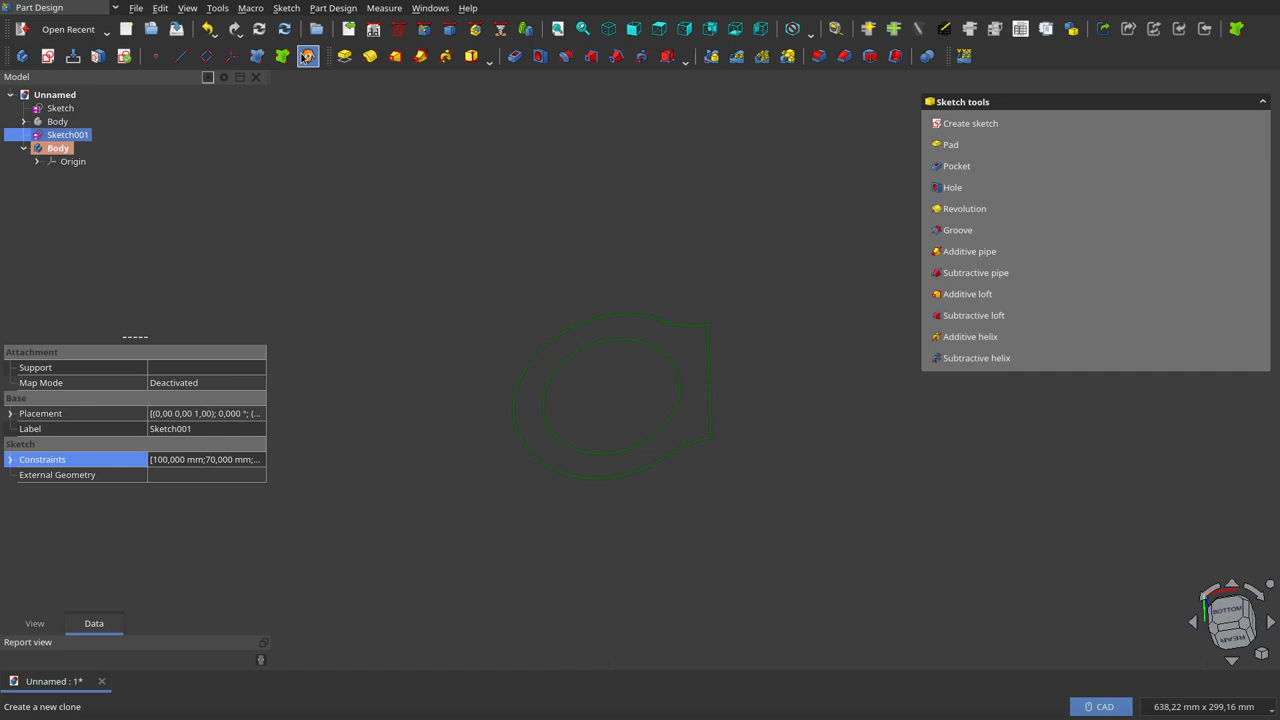 Part Design
File
Edit
View
Tools
Macro
Sketch
Part Design
Measure
Windows
Help
Open Recent
Model
Unnamed
Sketch
Body
Sketch001
Body
Origin
Attachment
Support
Map Mode Deactivated
Base
Placement [(0,00 0,00 1,00); 0,000 °; (...
Label Sketch001
Sketch
Constraints [100,000 mm;70,000 mm;...
External Geometry
View
Data
Report view
Unnamed : 1*
Create a new clone
Sketch tools
Create sketch
Pad
Pocket
Hole
Revolution
Groove
Additive pipe
Subtractive pipe
Additive loft
Subtractive loft
Additive helix
Subtractive helix
BOTTOM
REAR
CAD
638,22 mm x 299,16 mm